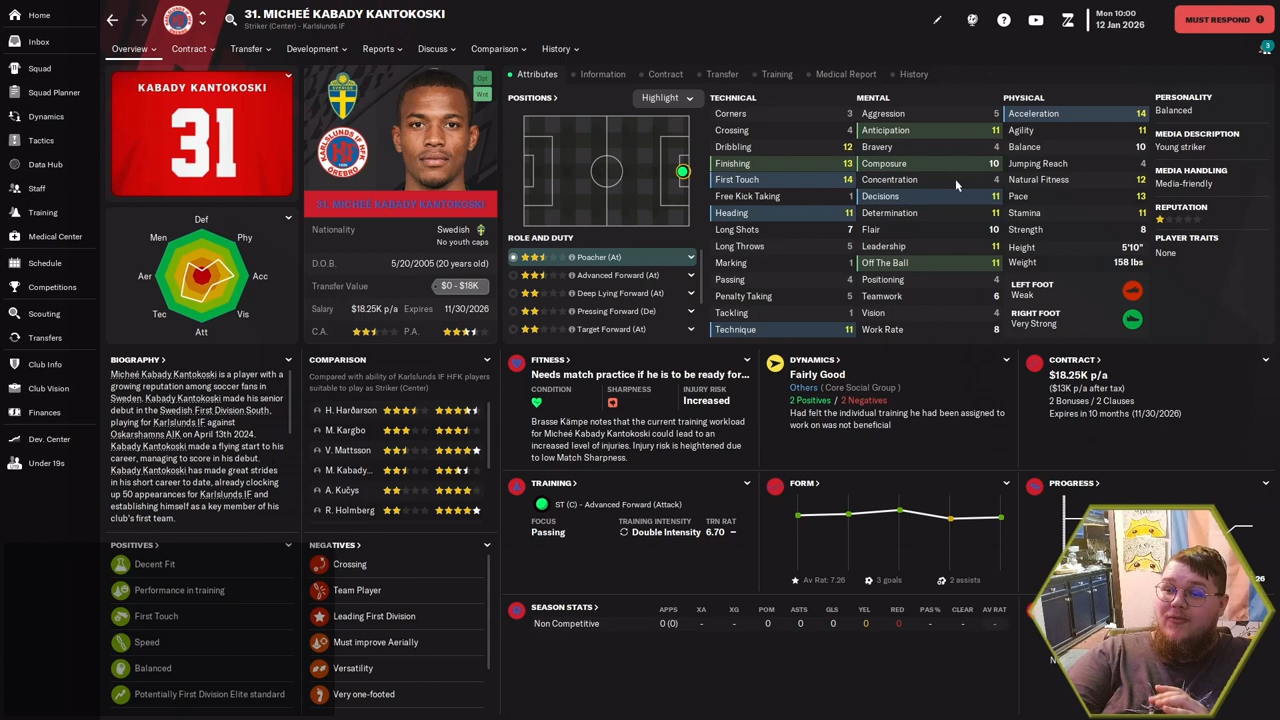 Home
Inbox
Squad
Squad Planner
Dynamics
Tactics
Data Hub
Staff
Training
Medical Center
Schedule
Competitions
Scouting
Transfers
Club Info
Club Vision
Finances
Dev. Center
Under 19s
31. MICHEÉ KABADY KANTOKOSKI
Striker (Center) - Karlslunds IF
Mon 10:00
12 Jan 2026
MUST RESPOND
3
Overview
Contract
Transfer
Development
Reports
Discuss
Comparison
History
KABADY KANTOKOSKI
31
Def
Men
Phy
Aer
Acc
Tec
Vis
Att
SVERIGE
KARLSLUNDS IF HFK
ÖREBRO
Opt
Wnt
31. MICHEÉ KABADY KANTOKOSKI
Nationality Swedish
No youth caps
D.O.B. 5/20/2005 (20 years old)
Transfer Value $0 - $18K
Salary $18.25K p/a Expires 11/30/2026
C.A. P.A.
Attributes
Information
Contract
Transfer
Training
Medical Report
History
POSITIONS
Highlight
ROLE AND DUTY
Poacher (At)
Advanced Forward (At)
Deep Lying Forward (At)
Pressing Forward (De)
Target Forward (At)
TECHNICAL
Corners 3
Crossing 4
Dribbling 12
Finishing 13
First Touch 14
Free Kick Taking 1
Heading 11
Long Shots 7
Long Throws 5
Marking 1
Passing 4
Penalty Taking 5
Tackling 1
Technique 11
MENTAL
Aggression 5
Anticipation 11
Bravery 4
Composure 10
Concentration 4
Decisions 11
Determination 11
Flair 10
Leadership 11
Off The Ball 11
Positioning 4
Teamwork 6
Vision 4
Work Rate 8
PHYSICAL
Acceleration 14
Agility 11
Balance 10
Jumping Reach 4
Natural Fitness 12
Pace 13
Stamina 11
Strength 8
Height 5'10"
Weight 158 lbs
LEFT FOOT
Weak
RIGHT FOOT
Very Strong
PERSONALITY
Balanced
MEDIA DESCRIPTION
Young striker
MEDIA HANDLING
Media-friendly
REPUTATION
PLAYER TRAITS
None
BIOGRAPHY
Micheé Kabady Kantokoski is a player with a
growing reputation among soccer fans in
Sweden. Kabady Kantokoski made his senior
debut in the Swedish First Division South,
playing for Karlslunds IF against
Oskarshamns AIK on April 13th 2024.
Kabady Kantokoski made a flying start to his
career, managing to score in his debut.
Kabady Kantokoski has made great strides
in his short career to date, already clocking
up 50 appearances for Karlslunds IF and
establishing himself as a key member of his
club's first team.
COMPARISON
Compared with ability of Karlslunds IF HFK players
suitable to play as Striker (Center)
H. Harðarson
M. Kargbo
V. Mattsson
M. Kabady...
A. Kučys
R. Holmberg
FITNESS
Needs match practice if he is to be ready for...
CONDITION
SHARPNESS
INJURY RISK
Increased
Brasse Kämpe notes that the current training workload
for Micheé Kabady Kantokoski could lead to an
increased level of injuries. Injury risk is heightened due
to low Match Sharpness.
DYNAMICS
Fairly Good
Others ( Core Social Group )
2 Positives / 2 Negatives
Had felt the individual training he had been assigned to
work on was not beneficial
CONTRACT
$18.25K p/a
($13K p/a after tax)
2 Bonuses / 2 Clauses
Expires in 10 months (11/30/2026)
TRAINING
ST (C) - Advanced Forward (Attack)
FOCUS
Passing
TRAINING INTENSITY
Double Intensity
TRN RAT
6.70 –
FORM
Av Rat: 7.26
3 goals
2 assists
PROGRESS
POSITIVES
Decent Fit
Performance in training
First Touch
Speed
Balanced
Potentially First Division Elite standard
NEGATIVES
Crossing
Team Player
Leading First Division
Must improve Aerially
Versatility
Very one-footed
SEASON STATS
APPS XA XG POM ASTS GLS YEL RED PAS % CLEAR AV RAT
Non Competitive 0 (0) - - 0 0 0 0 0 - - -